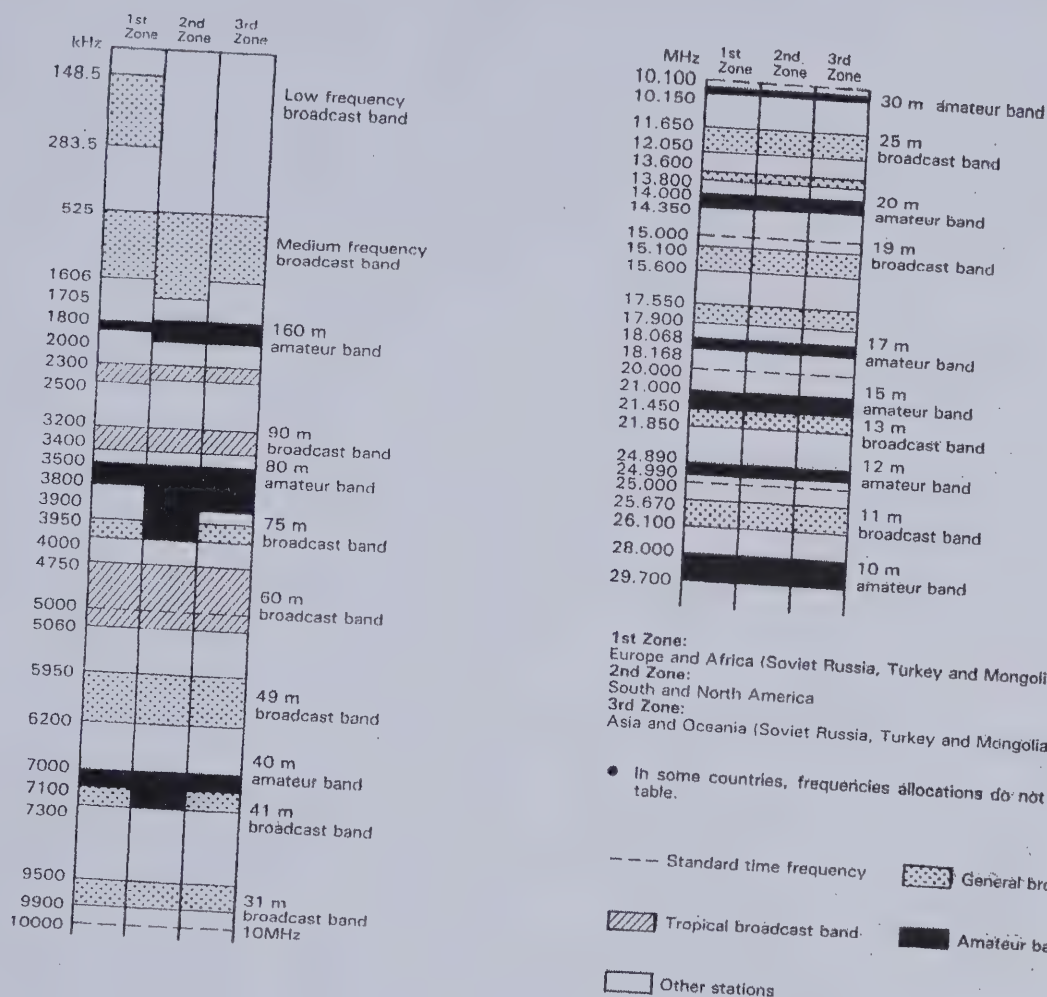 1st Zone
2nd Zone
3rd Zone
kHz
148.5
Low frequency
broadcast band
283.5
525
Medium frequency
broadcast band
1606
1705
1800
160 m
amateur band
2000
2300
2500
3200
90 m
broadcast band
3400
3500
80 m
amateur band
3800
3900
3950
75 m
broadcast band
4000
4750
60 m
broadcast band
5000
5060
5950
49 m
broadcast band
6200
7000
40 m
amateur band
7100
7300
41 m
broadcast band
9500
9900
31 m
broadcast band
10000
10MHz
MHz
1st Zone
2nd. Zone
3rd Zone
10.100
10.150
30 m amateur band
11.650
12.050
25 m
broadcast band
13.600
13.800
14.000
14.350
20 m
amateur band
15.000
15.100
19 m
broadcast band
15.600
17.550
17.900
18.068
18.168
17 m
amateur band
20.000
21.000
15 m
amateur band
21.450
21.850
13 m
broadcast band
24.890
24.990
12 m
amateur band
25.000
25.670
26.100
11 m
broadcast band
28.000
29.700
10 m
amateur band
1st Zone:
Europe and Africa (Soviet Russia, Turkey and Mongoli
2nd Zone:
South and North America
3rd Zone:
Asia and Oceania (Soviet Russia, Turkey and Mongolia
● In some countries, frequencies allocations do not
table.
--- Standard time frequency
General bro
Tropical broadcast band
Amateur ba
Other stations